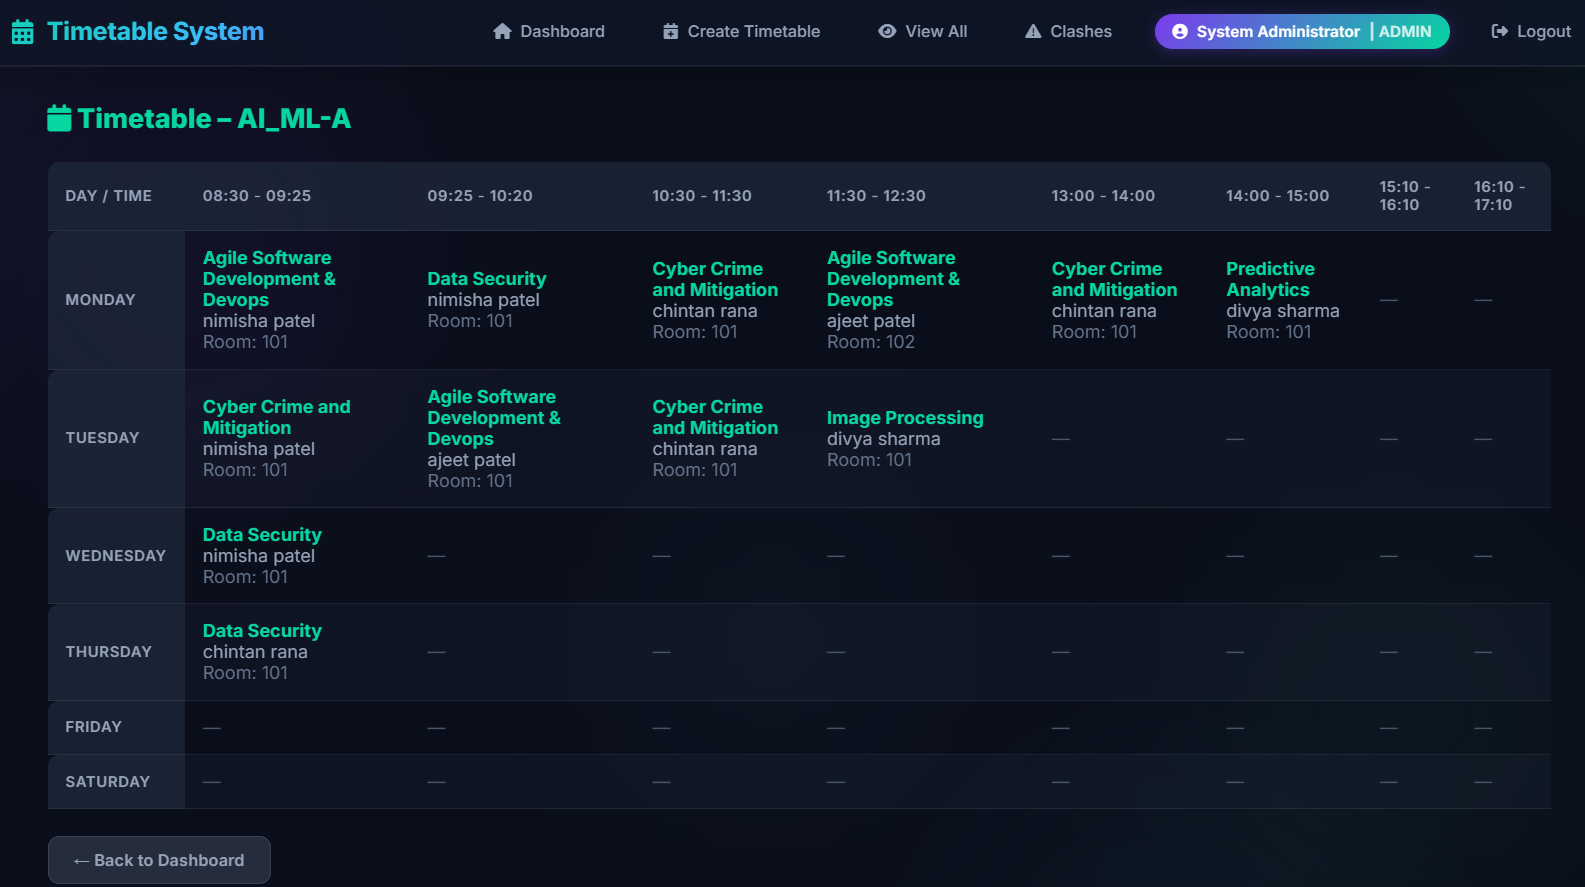 Timetable System
Dashboard
Create Timetable
View All
Clashes
System Administrator | ADMIN
Logout
Timetable – AI_ML-A
DAY / TIME
08:30 - 09:25
09:25 - 10:20
10:30 - 11:30
11:30 - 12:30
13:00 - 14:00
14:00 - 15:00
15:10 -
16:10
16:10 -
17:10
MONDAY
Agile Software
Development &
Devops
nimisha patel
Room: 101
Data Security
nimisha patel
Room: 101
Cyber Crime
and Mitigation
chintan rana
Room: 101
Agile Software
Development &
Devops
ajeet patel
Room: 102
Cyber Crime
and Mitigation
chintan rana
Room: 101
Predictive
Analytics
divya sharma
Room: 101
—
—
TUESDAY
Cyber Crime and
Mitigation
nimisha patel
Room: 101
Agile Software
Development &
Devops
ajeet patel
Room: 101
Cyber Crime
and Mitigation
chintan rana
Room: 101
Image Processing
divya sharma
Room: 101
—
—
—
—
WEDNESDAY
Data Security
nimisha patel
Room: 101
—
—
—
—
—
—
—
THURSDAY
Data Security
chintan rana
Room: 101
—
—
—
—
—
—
—
FRIDAY
—
—
—
—
—
—
—
—
SATURDAY
—
—
—
—
—
—
—
—
← Back to Dashboard